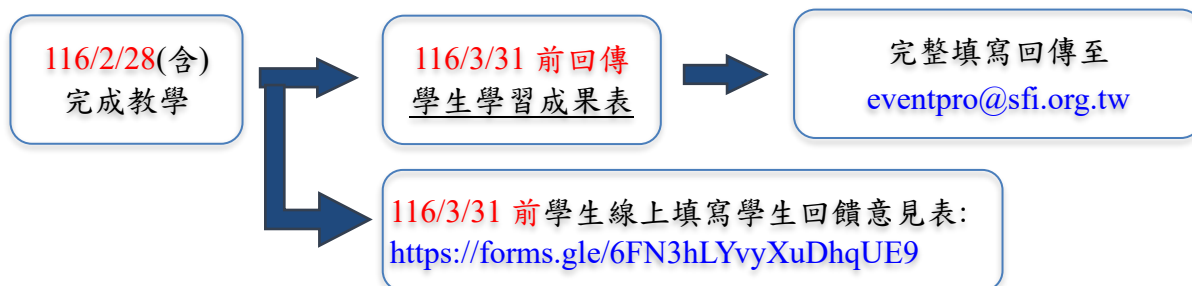 116/2/28(含)
完成教學
116/3/31 前回傳
學生學習成果表
完整填寫回傳至
eventpro@sfi.org.tw
116/3/31 前學生線上填寫學生回饋意見表:
https://forms.gle/6FN3hLYvyXuDhqUE9